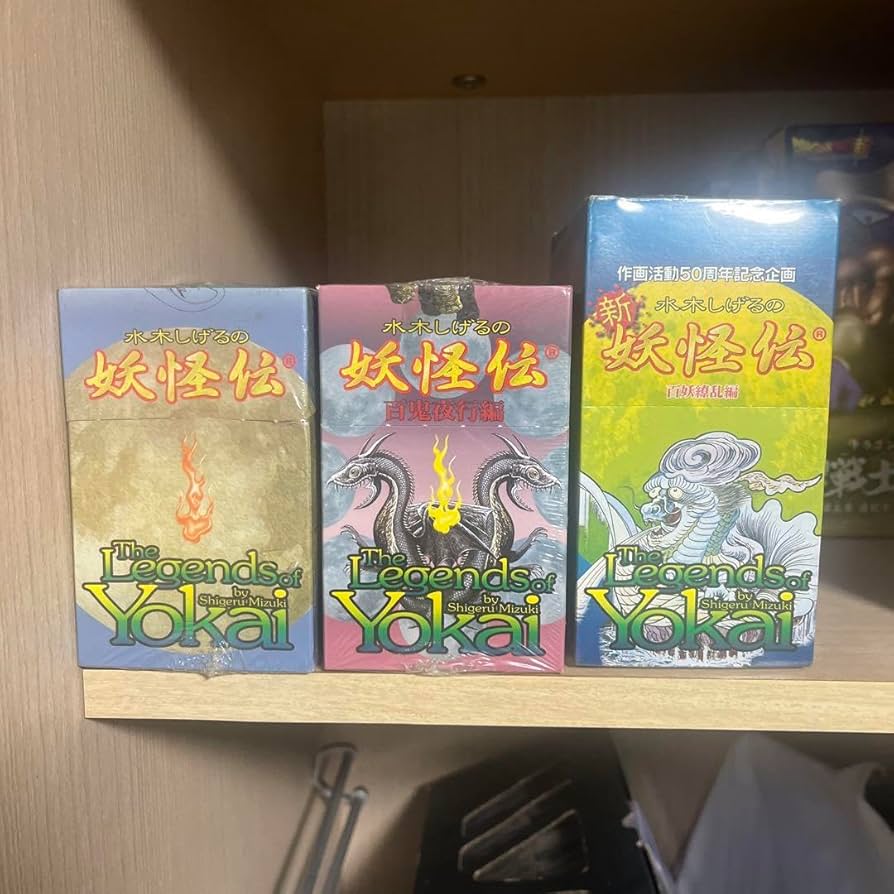 水木しげるの
妖怪伝®
The
Legends of
by
Shigeru Mizuki
Yokai
水木しげるの
妖怪伝®
百鬼夜行編
The
Legends of
by
Shigeru Mizuki
Yokai
作画活動50周年記念企画
新
水木しげるの
妖怪伝®
百妖繚乱編
The
Legends of
by
Shigeru Mizuki
Yokai
戦士